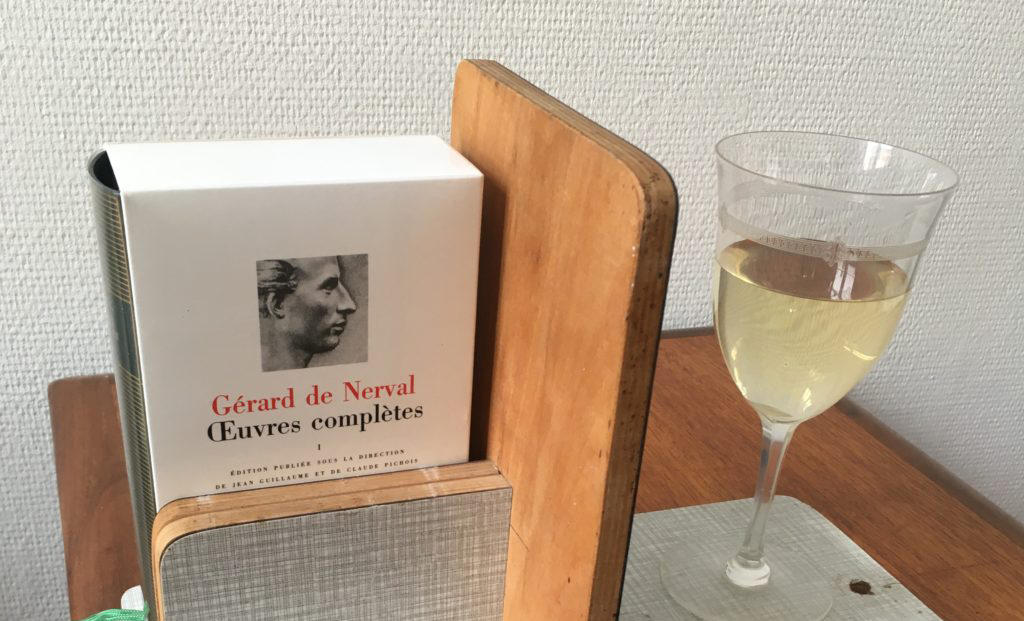 Gérard de Nerval
Œuvres complètes
I
ÉDITION PUBLIÉE SOUS LA DIRECTION
DE JEAN GUILLAUME ET DE CLAUDE PICHOIS